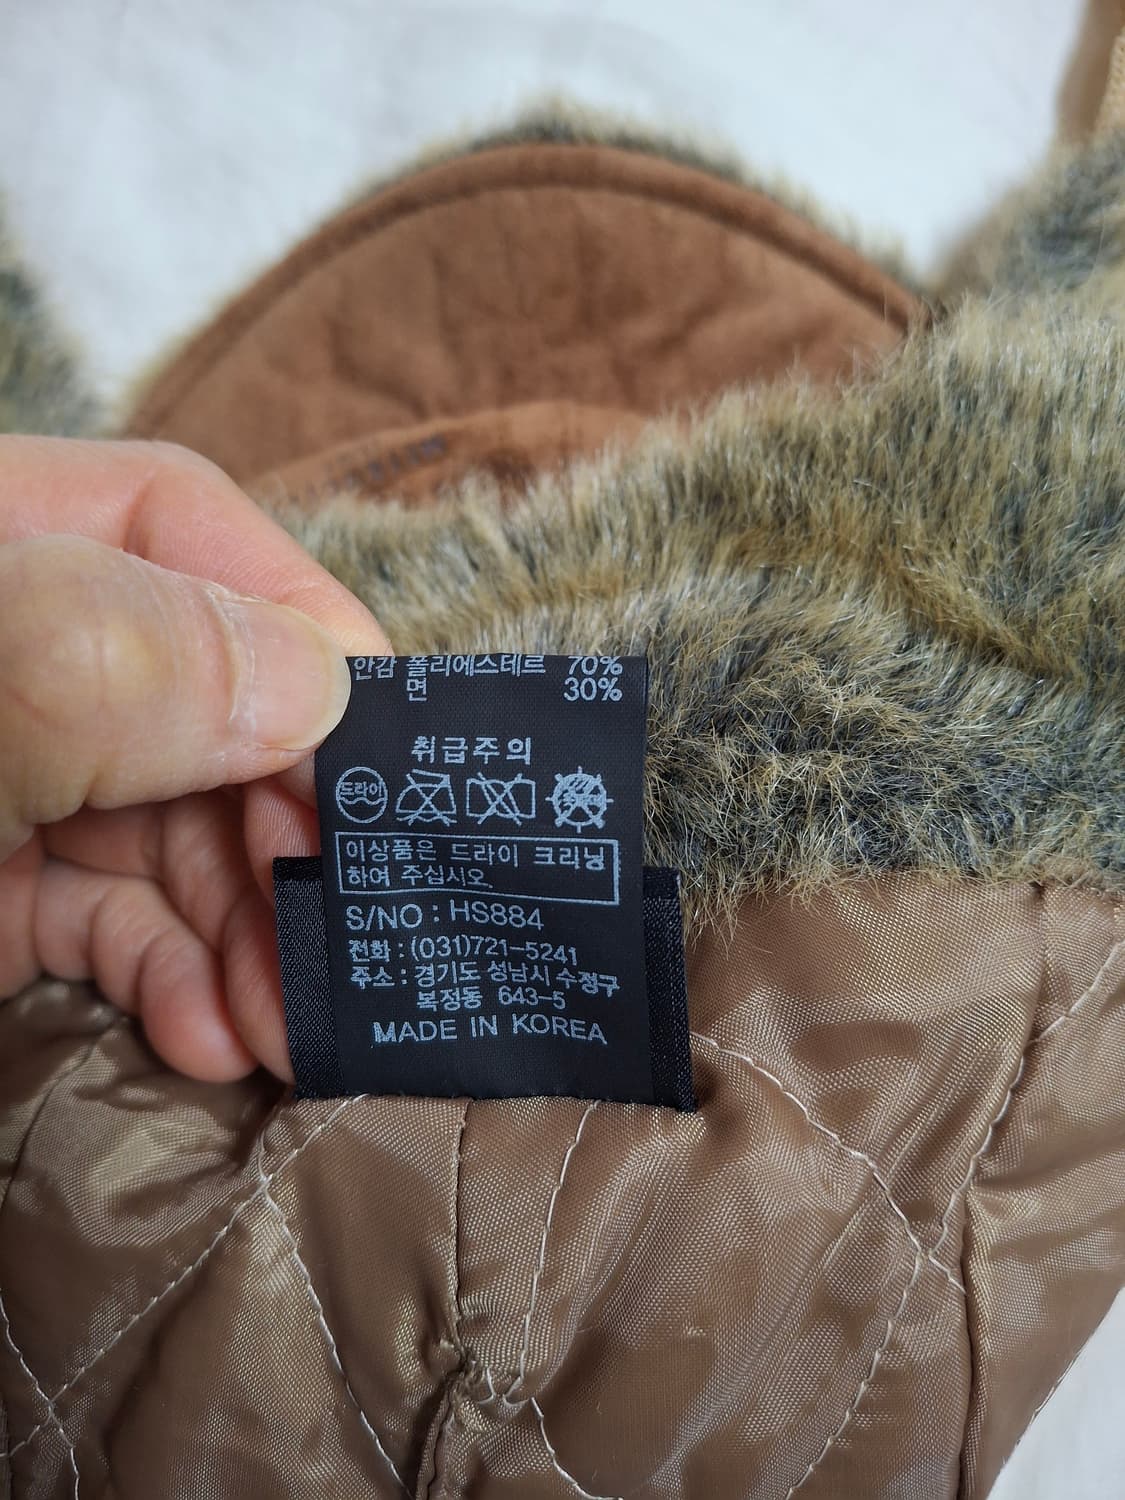 안감 폴리에스테르 70%
면 30%
취급주의
드라이
이상품은 드라이 크리닝
하여 주십시오.
S/NO : HS884
전화 : (031)721-5241
주소 : 경기도 성남시 수정구
복정동 643-5
MADE IN KOREA